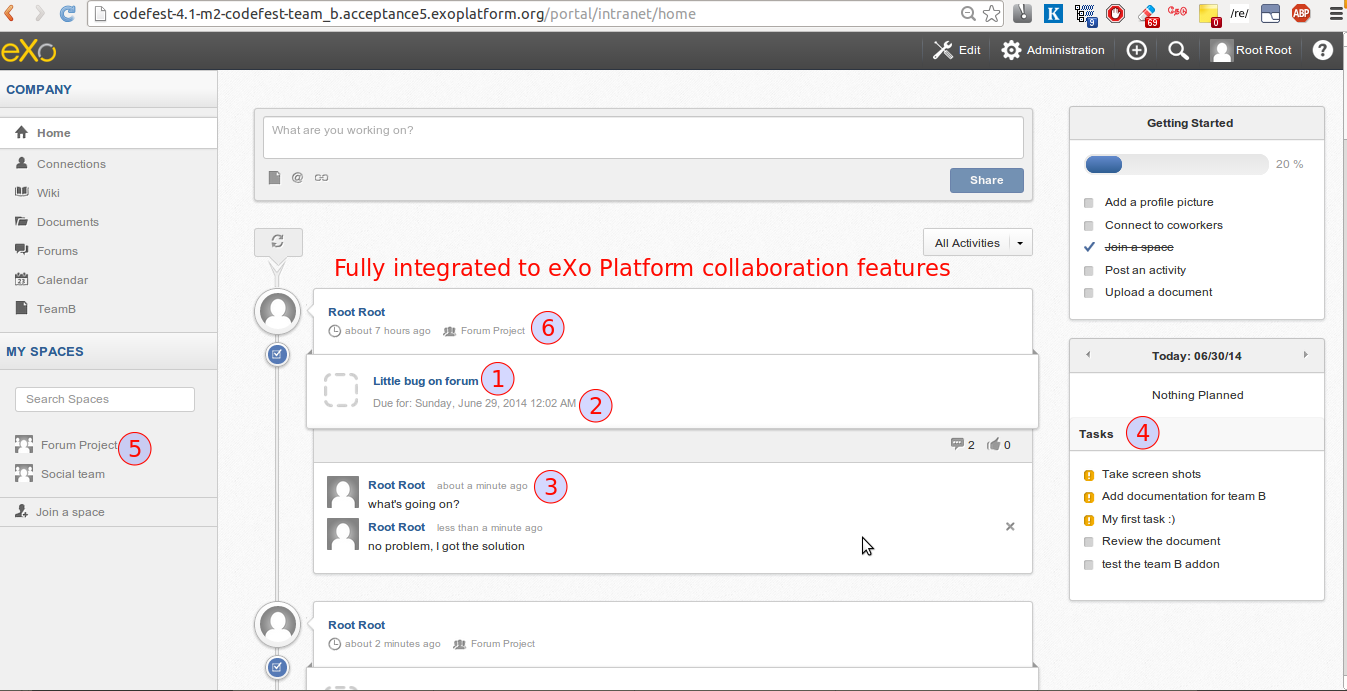 codefest-4.1-m2-codefest-team_b.acceptance5.exoplatform.org/portal/intranet/home
K
9
69
0
/re/
ABP
eXo
Edit
Administration
Root Root
?
COMPANY
Home
Connections
Wiki
Documents
Forums
23
Calendar
TeamB
MY SPACES
Search Spaces
Forum Project
5
Social team
Join a space
What are you working on?
@
Share
All Activities
Fully integrated to eXo Platform collaboration features
Root Root
about 7 hours ago Forum Project
6
Little bug on forum
1
Due for: Sunday, June 29, 2014 12:02 AM
2
2 0
Root Root about a minute ago
3
what's going on?
Root Root less than a minute ago
no problem, I got the solution
Root Root
about 2 minutes ago Forum Project
Getting Started
20 %
Add a profile picture
Connect to coworkers
Join a space
Post an activity
Upload a document
Today: 06/30/14
Nothing Planned
Tasks
4
Take screen shots
Add documentation for team B
My first task :)
Review the document
test the team B addon